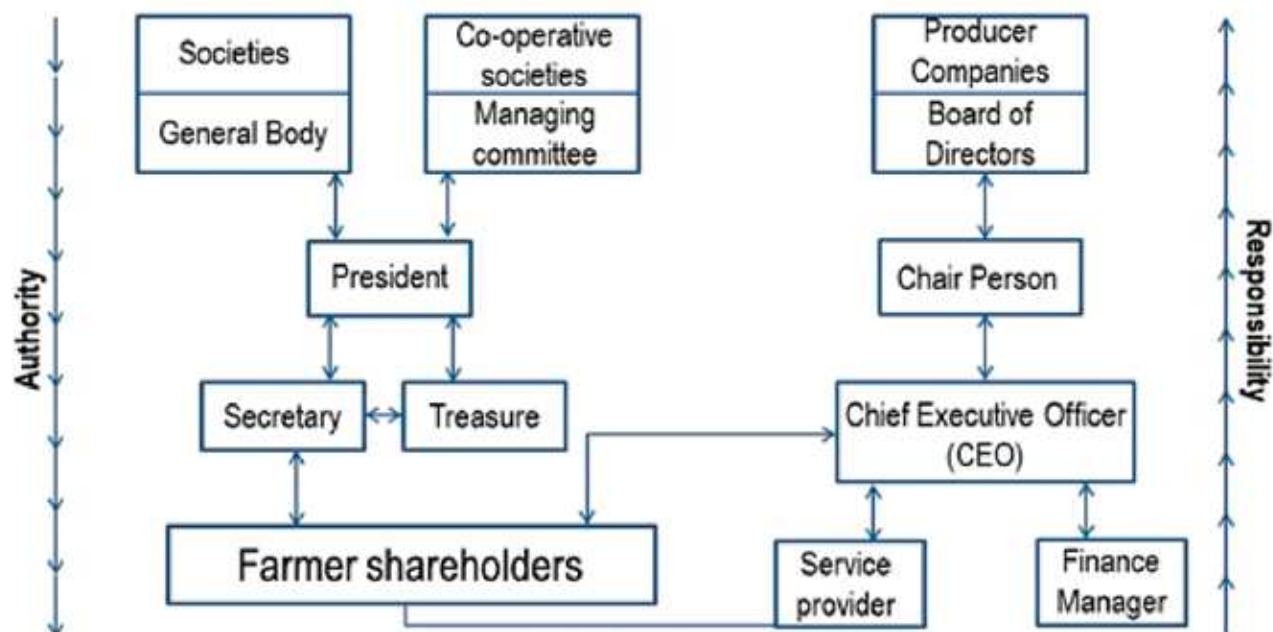 Societies
General Body
Co-operative
societies
Managing
committee
Producer
Companies
Board of
Directors
President
Chair Person
Authority
Responsibility
Secretary
Treasure
Chief Executive Officer
(CEO)
Farmer shareholders
Service
provider
Finance
Manager